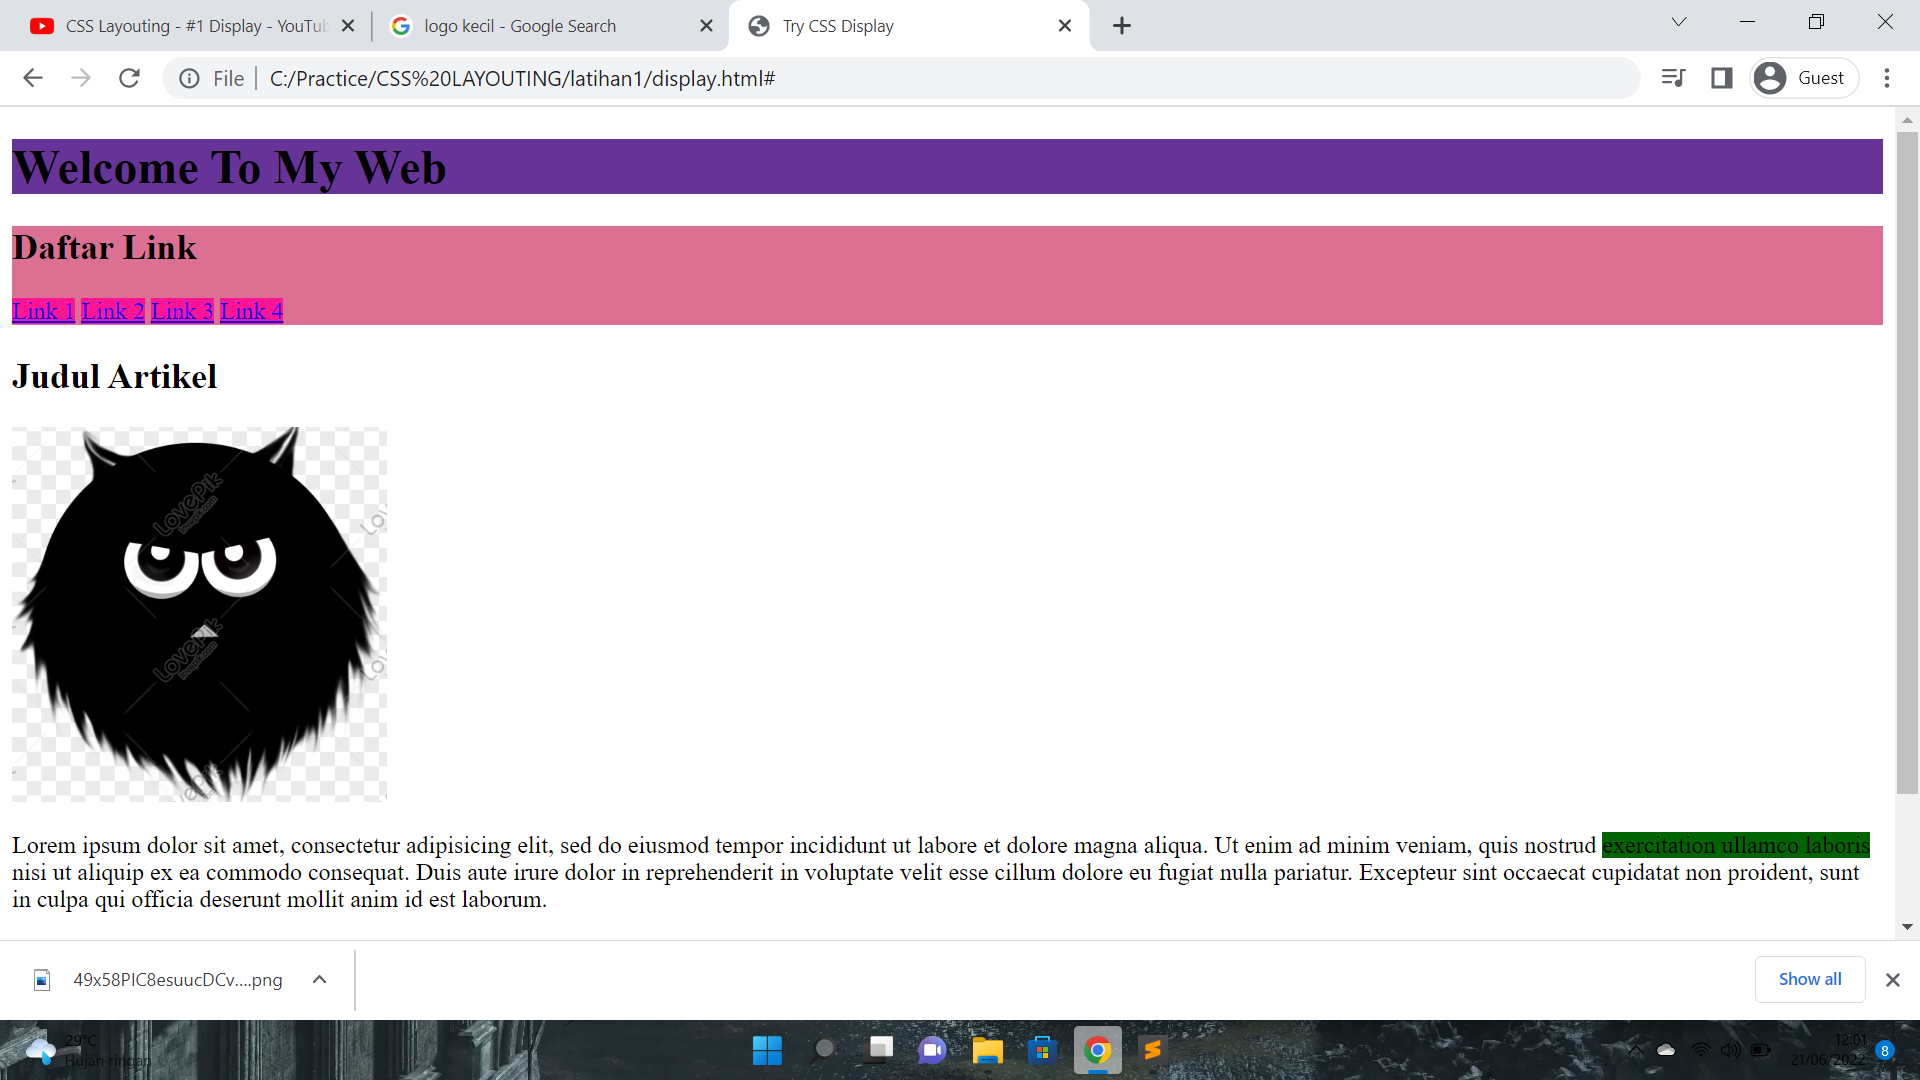 CSS Layouting - #1 Display - YouTub
logo kecil - Google Search
Try CSS Display
File
C:/Practice/CSS%20LAYOUTING/latihan1/display.html#
Guest
Welcome To My Web
Daftar Link
Link 1 Link 2 Link 3 Link 4
Judul Artikel
LovePik
lovepik.com
LovePik
lovepik.com
Lorem ipsum dolor sit amet, consectetur adipisicing elit, sed do eiusmod tempor incididunt ut labore et dolore magna aliqua. Ut enim ad minim veniam, quis nostrud exercitation ullamco laboris
nisi ut aliquip ex ea commodo consequat. Duis aute irure dolor in reprehenderit in voluptate velit esse cillum dolore eu fugiat nulla pariatur. Excepteur sint occaecat cupidatat non proident, sunt
in culpa qui officia deserunt mollit anim id est laborum.
49x58PIC8esuucDCv....png
Show all
29°C
Hujan ringan
12:01
21/06/2022
8